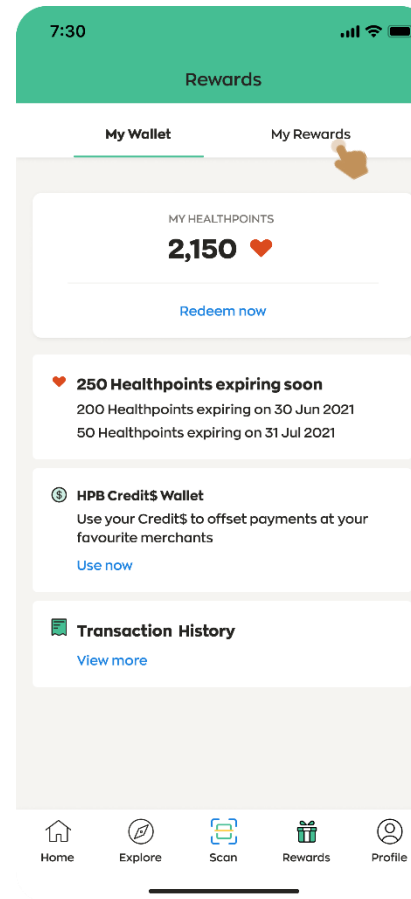 7:30
Rewards
My Wallet
My Rewards
MY HEALTHPOINTS
2,150
Redeem now
250 Healthpoints expiring soon
200 Healthpoints expiring on 30 Jun 2021
50 Healthpoints expiring on 31 Jul 2021
$
HPB Credit$ Wallet
Use your Credit$ to offset payments at your
favourite merchants
Use now
Transaction History
View more
Home
Explore
Scan
Rewards
Profile